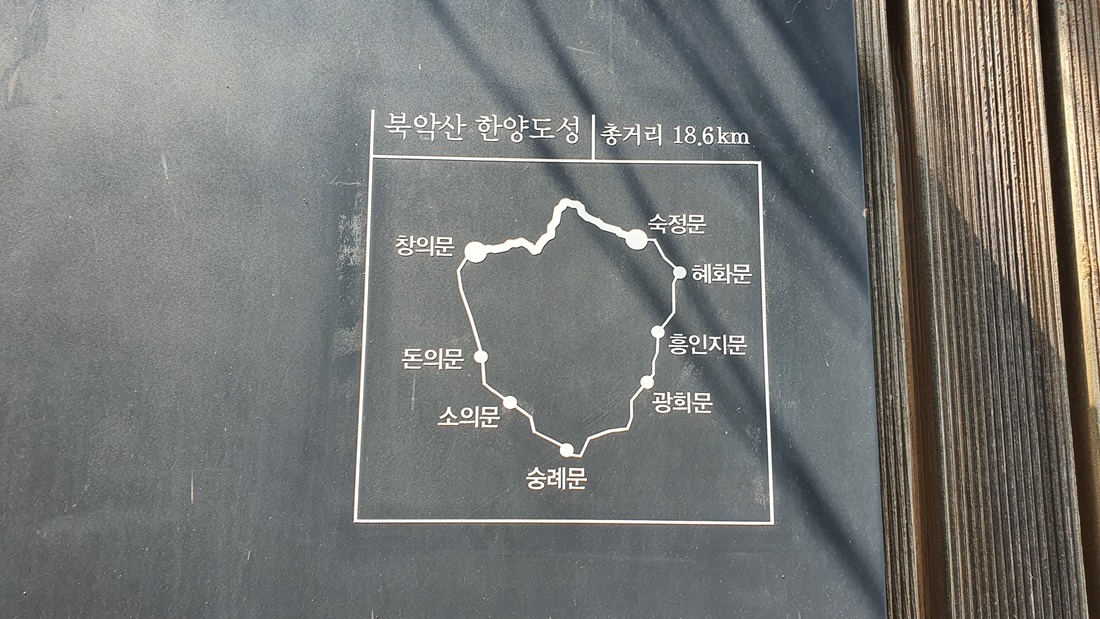 북악산 한양도성 총거리 18.6km
숙정문
창의문
혜화문
흥인지문
돈의문
광희문
소의문
숭례문